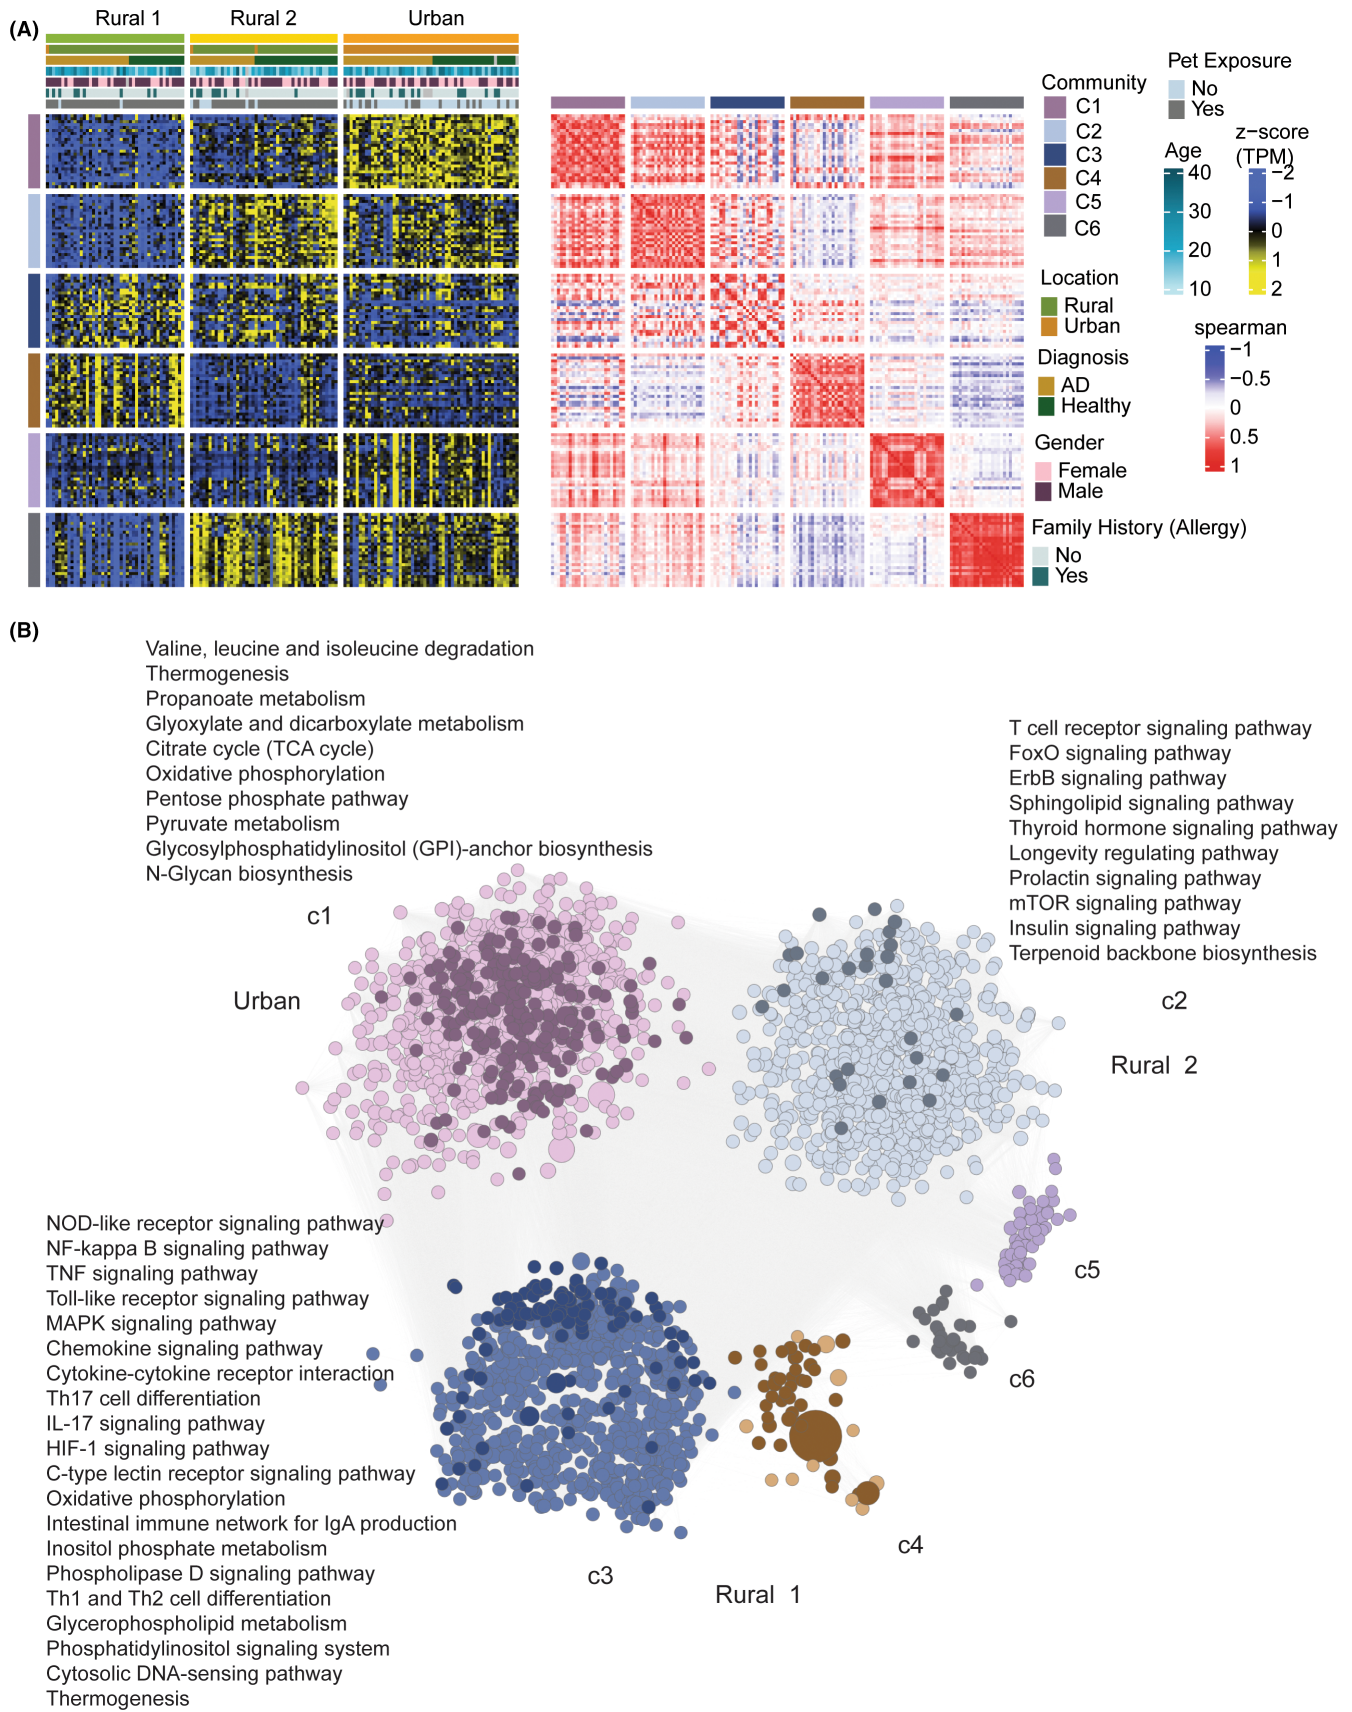 (A)
Rural 1
Rural 2
Urban
Community
C1
C2
C3
C4
C5
C6
Location
Rural
Urban
Diagnosis
AD
Healthy
Gender
Female
Male
Family History (Allergy)
No
Yes
Pet Exposure
No
Yes
Age
40
30
20
10
z−score
(TPM)
−2
−1
0
1
2
spearman
−1
−0.5
0
0.5
1
(B)
Valine, leucine and isoleucine degradation
Thermogenesis
Propanoate metabolism
Glyoxylate and dicarboxylate metabolism
Citrate cycle (TCA cycle)
Oxidative phosphorylation
Pentose phosphate pathway
Pyruvate metabolism
Glycosylphosphatidylinositol (GPI)-anchor biosynthesis
N-Glycan biosynthesis
c1
Urban
T cell receptor signaling pathway
FoxO signaling pathway
ErbB signaling pathway
Sphingolipid signaling pathway
Thyroid hormone signaling pathway
Longevity regulating pathway
Prolactin signaling pathway
mTOR signaling pathway
Insulin signaling pathway
Terpenoid backbone biosynthesis
c2
Rural 2
c5
c6
c4
NOD-like receptor signaling pathway
NF-kappa B signaling pathway
TNF signaling pathway
Toll-like receptor signaling pathway
MAPK signaling pathway
Chemokine signaling pathway
Cytokine-cytokine receptor interaction
Th17 cell differentiation
IL-17 signaling pathway
HIF-1 signaling pathway
C-type lectin receptor signaling pathway
Oxidative phosphorylation
Intestinal immune network for IgA production
Inositol phosphate metabolism
Phospholipase D signaling pathway
Th1 and Th2 cell differentiation
Glycerophospholipid metabolism
Phosphatidylinositol signaling system
Cytosolic DNA-sensing pathway
Thermogenesis
c3
Rural 1